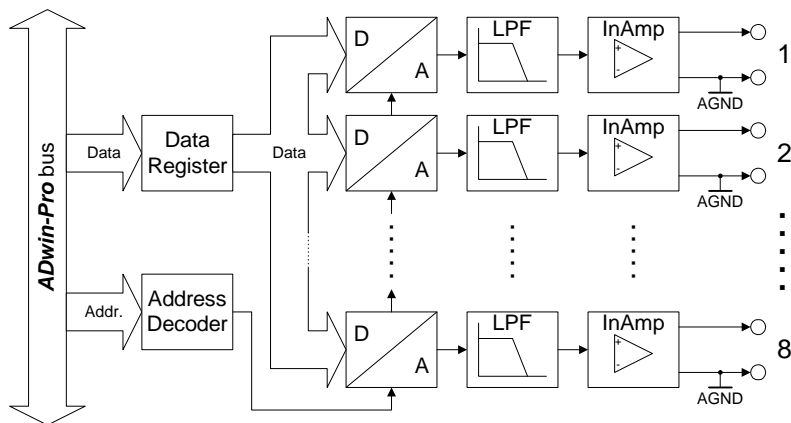 ADwin-Pro bus
Data
Data
Register
Data
Addr.
Address
Decoder
D
A
LPF
InAmp
+
-
AGND
1
D
A
LPF
InAmp
+
-
AGND
2
D
A
LPF
InAmp
+
-
AGND
8